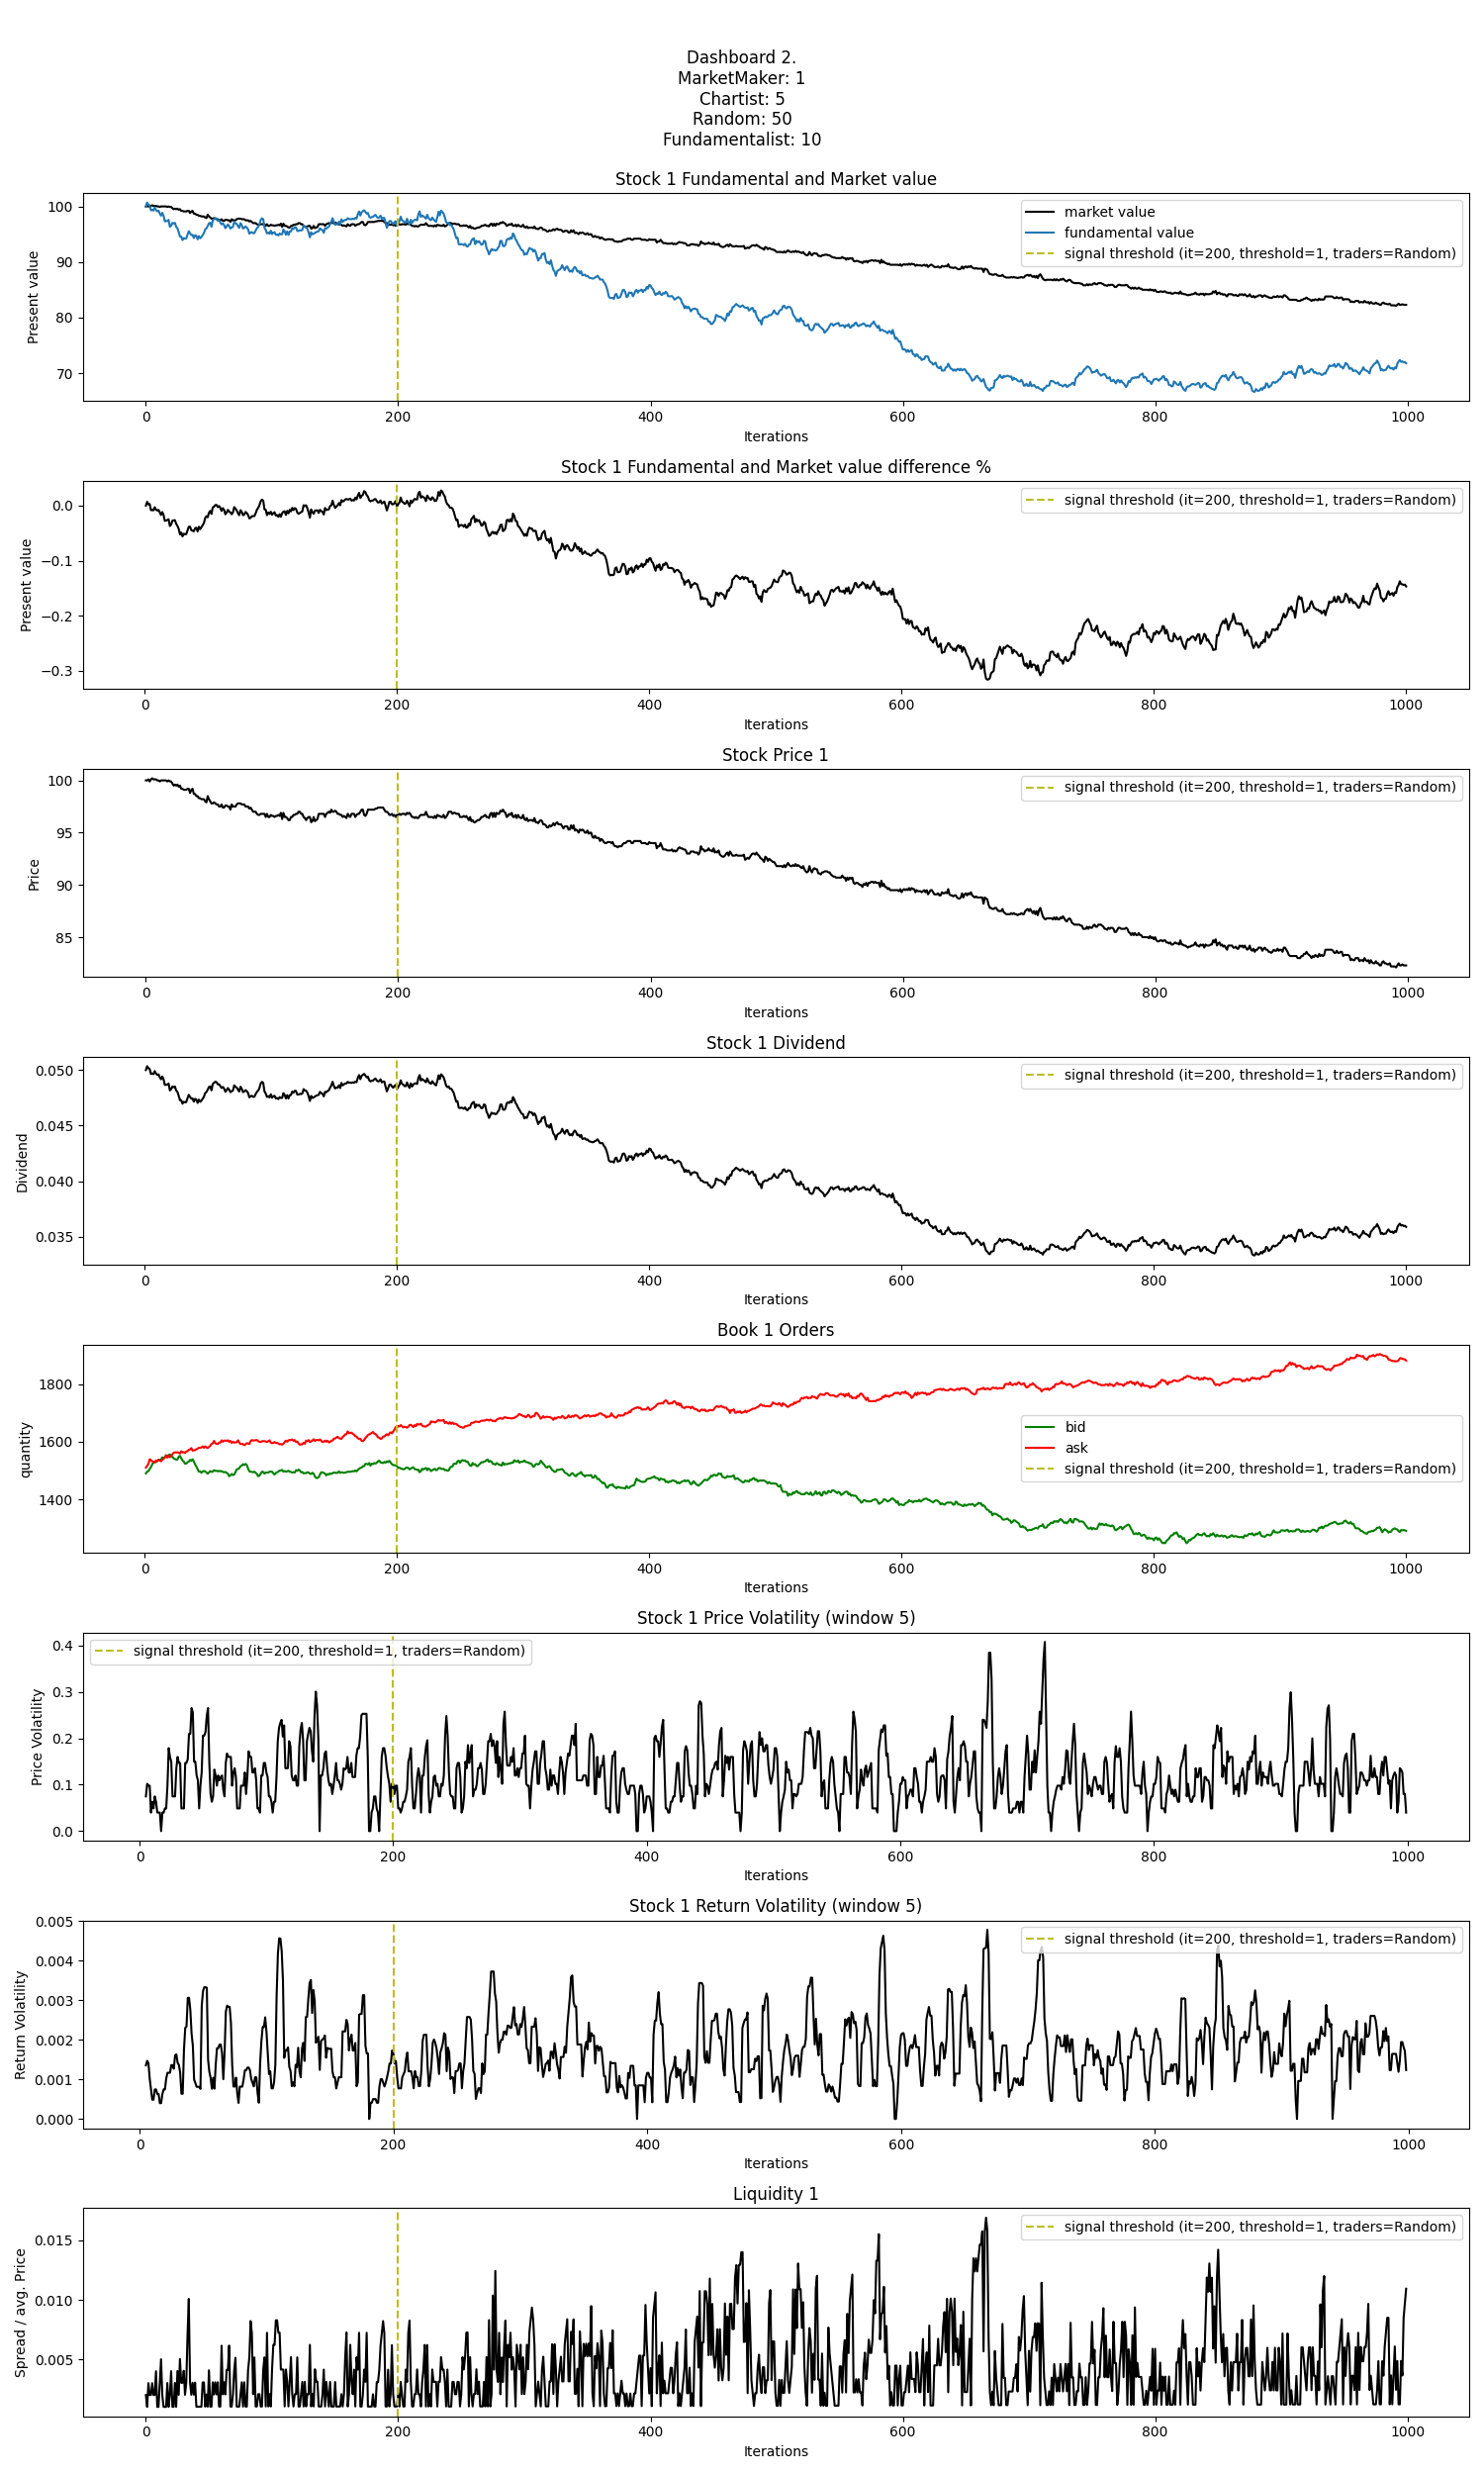 Dashboard 2.
MarketMaker: 1
Chartist: 5
Random: 50
Fundamentalist: 10
Stock 1 Fundamental and Market value
Present value
100
90
80
70
market value
fundamental value
signal threshold (it=200, threshold=1, traders=Random)
0 200 400 600 800 1000
Iterations
Stock 1 Fundamental and Market value difference %
Present value
0.0
−0.1
−0.2
−0.3
signal threshold (it=200, threshold=1, traders=Random)
0 200 400 600 800 1000
Iterations
Stock Price 1
Price
100
95
90
85
signal threshold (it=200, threshold=1, traders=Random)
0 200 400 600 800 1000
Iterations
Stock 1 Dividend
Dividend
0.050
0.045
0.040
0.035
signal threshold (it=200, threshold=1, traders=Random)
0 200 400 600 800 1000
Iterations
Book 1 Orders
quantity
1800
1600
1400
bid
ask
signal threshold (it=200, threshold=1, traders=Random)
0 200 400 600 800 1000
Iterations
Stock 1 Price Volatility (window 5)
Price Volatility
0.4
0.3
0.2
0.1
0.0
signal threshold (it=200, threshold=1, traders=Random)
0 200 400 600 800 1000
Iterations
Stock 1 Return Volatility (window 5)
Return Volatility
0.005
0.004
0.003
0.002
0.001
0.000
signal threshold (it=200, threshold=1, traders=Random)
0 200 400 600 800 1000
Iterations
Liquidity 1
Spread / avg. Price
0.015
0.010
0.005
signal threshold (it=200, threshold=1, traders=Random)
0 200 400 600 800 1000
Iterations